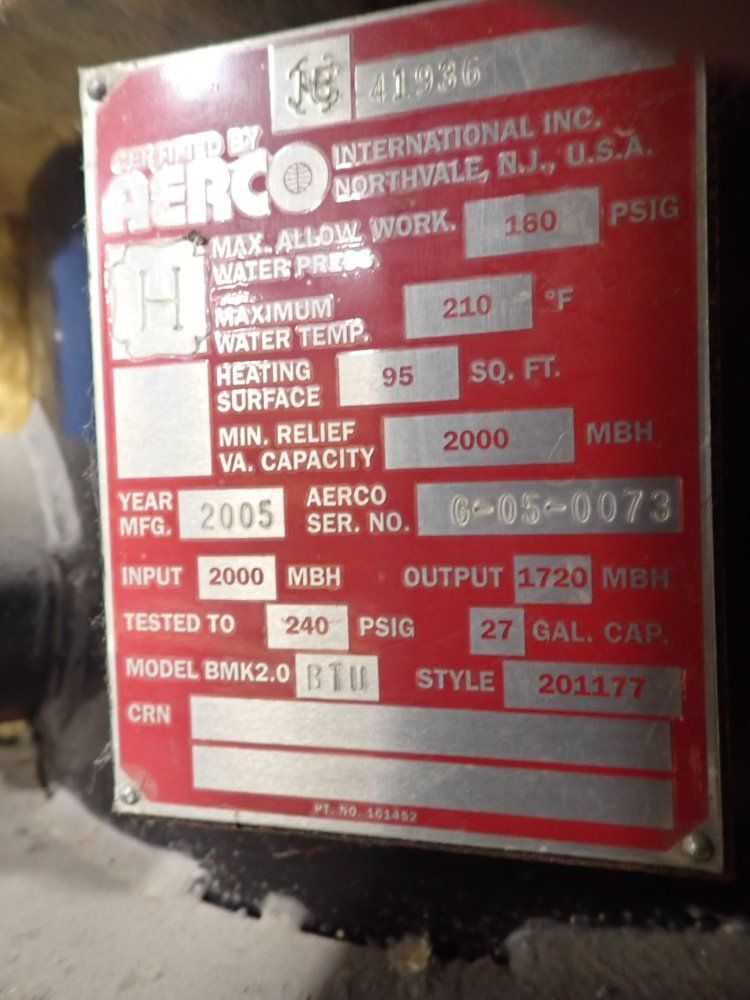 NB 41936
CERTIFIED BY
AERCO INTERNATIONAL INC.
NORTHVALE, N.J., U.S.A.
H
MAX. ALLOW. WORK. WATER PRESS 160 PSIG
MAXIMUM WATER TEMP. 210 °F
HEATING SURFACE 95 SQ. FT.
MIN. RELIEF VA. CAPACITY 2000 MBH
YEAR MFG. 2005 AERCO SER. NO. G-05-0073
INPUT 2000 MBH OUTPUT 1720 MBH
TESTED TO 240 PSIG 27 GAL. CAP.
MODEL BMK2.0 BTU STYLE 201177
CRN
PT. NO. 161452